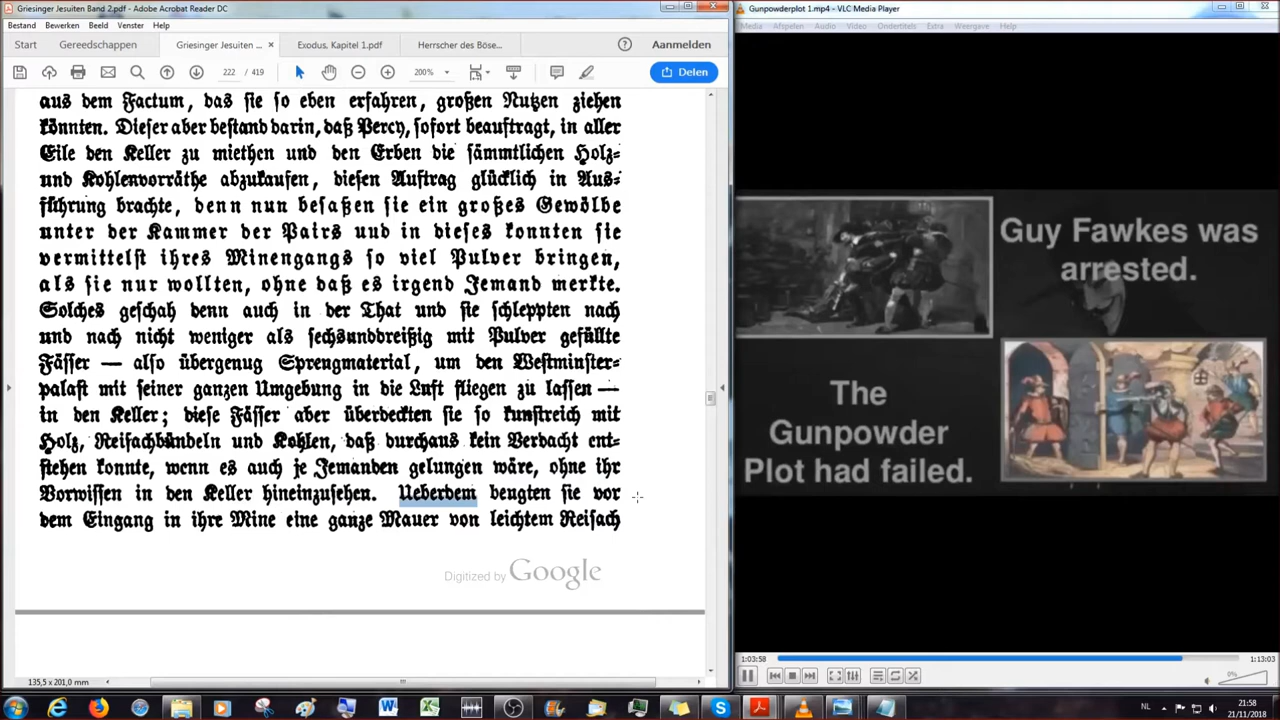 Griesinger Jesuiten Band 2.pdf - Adobe Acrobat Reader DC
Bestand Bewerken Beeld Venster Help
Start Gereedschappen Griesinger Jesuiten ... × Exodus, Kapitel 1.pdf Herrscher des Böse... Aanmelden
222 / 419 200% Delen
aus dem Factum, das sie so eben erfahren, großen Nutzen ziehen
könnten. Dieser aber bestand darin, daß Percy, sofort beauftragt, in aller
Eile den Keller zu miethen und den Erben die sämmtlichen Holz-
und Kohlenvorräthe abzukaufen, diesen Auftrag glücklich in Aus-
führung brachte, denn nun besaßen sie ein großes Gewölbe
unter der Kammer der Pairs uud in dieses konnten sie
vermittelst ihres Minengangs so viel Pulver bringen,
als sie nur wollten, ohne daß es irgend Jemand merkte.
Solches geschah denn auch in der That und sie schleppten nach
und nach nicht weniger als sechsunddreißig mit Pulver gefüllte
Fässer — also übergenug Sprengmaterial, um den Westminster-
palast mit seiner ganzen Umgebung in die Luft fliegen zu lassen —
in den Keller; diese Fässer aber überdeckten sie so kunstreich mit
Holz, Reisachbündeln und Kohlen, daß durchaus kein Verdacht ent-
stehen konnte, wenn es auch je Jemanden gelungen wäre, ohne ihr
Vorwissen in den Keller hineinzusehen. Ueberdem beugten sie vor
dem Eingang in ihre Mine eine ganze Mauer von leichtem Reisach
Digitized by Google
135,5 x 201,0 mm
Gunpowderplot 1.mp4 - VLC Media Player
Media Afspelen Audio Video Ondertitels Extra Weergave Help
Guy Fawkes was
arrested.
The
Gunpowder
Plot had failed.
1:03:58 1:13:03
0%
NL 21:58
21/11/2018